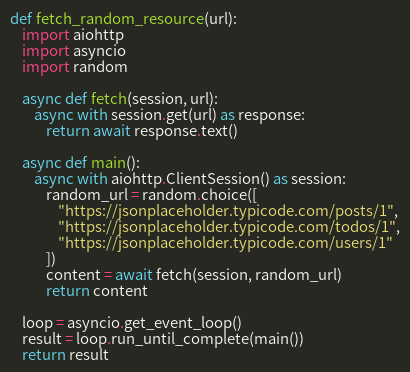 def fetch_random_resource(url):
    import aiohttp
    import asyncio
    import random

    async def fetch(session, url):
        async with session.get(url) as response:
            return await response.text()

    async def main():
        async with aiohttp.ClientSession() as session:
            random_url = random.choice([
                "https://jsonplaceholder.typicode.com/posts/1",
                "https://jsonplaceholder.typicode.com/todos/1",
                "https://jsonplaceholder.typicode.com/users/1"
            ])
            content = await fetch(session, random_url)
            return content

    loop = asyncio.get_event_loop()
    result = loop.run_until_complete(main())
    return result